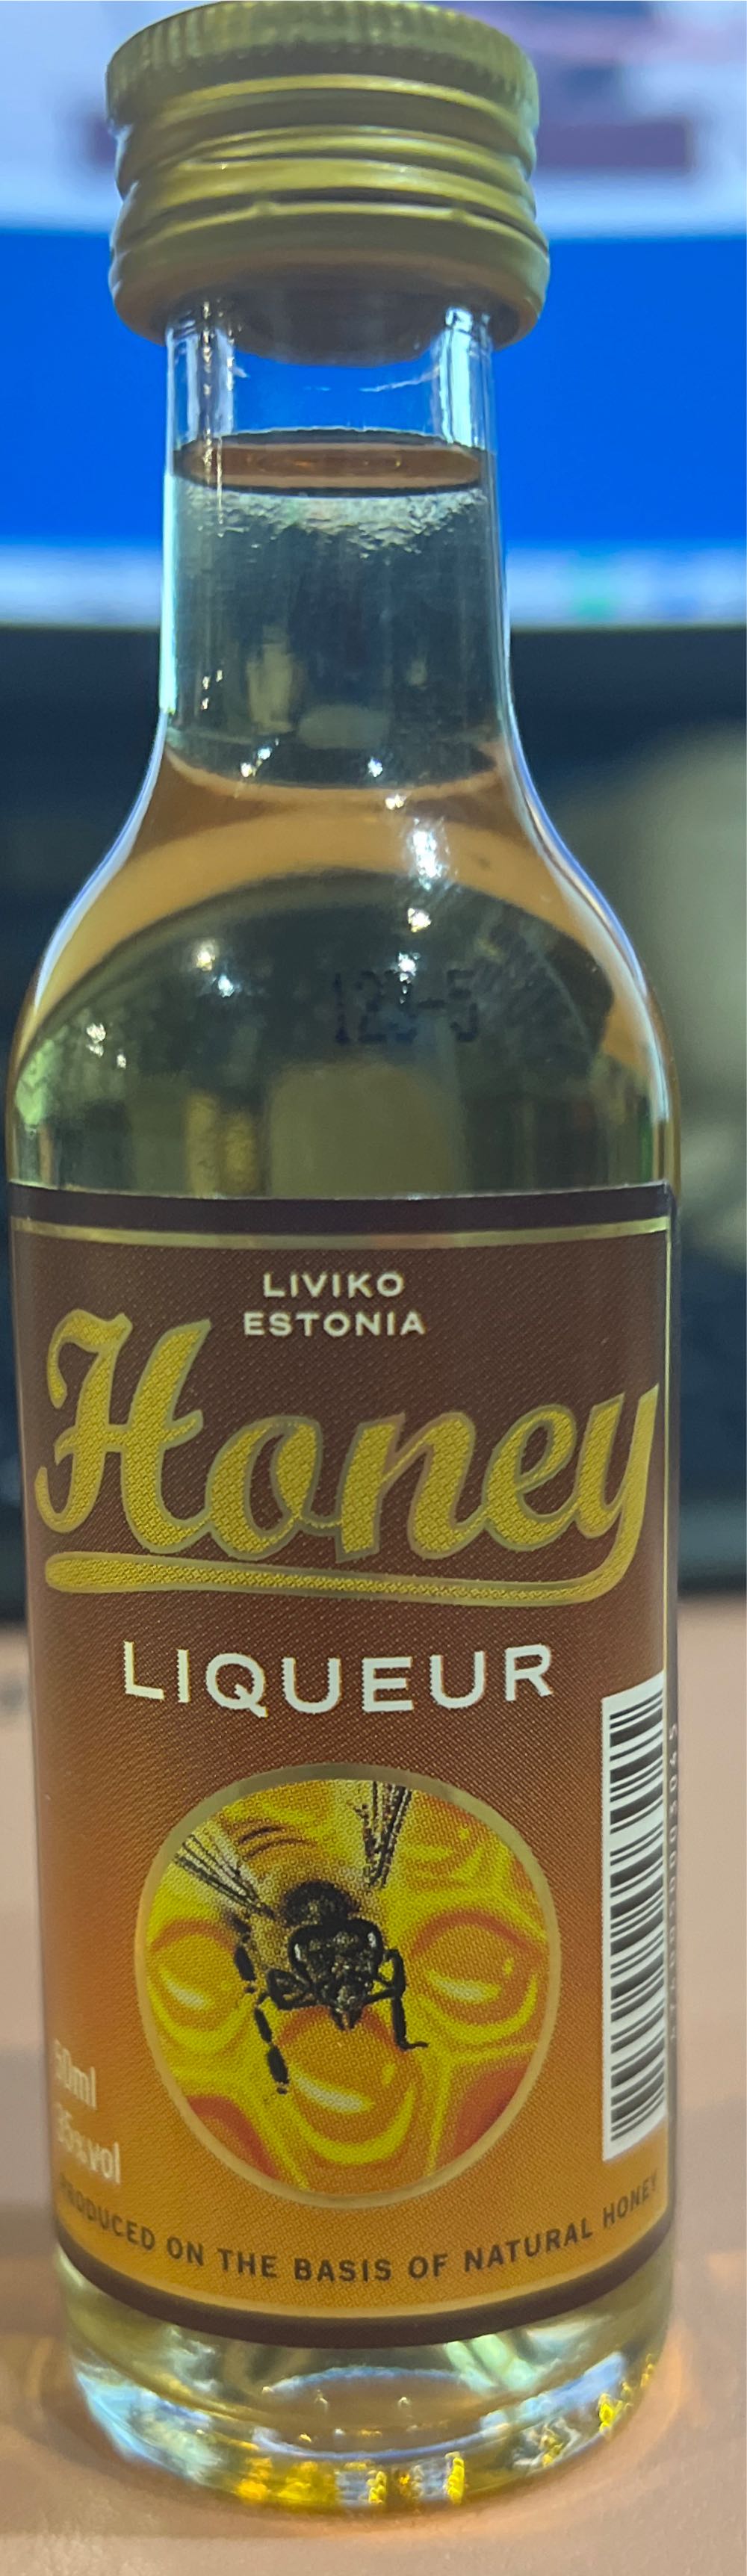 LIVIKO
ESTONIA
Honey
LIQUEUR
50ml
35%vol
PRODUCED ON THE BASIS OF NATURAL HONEY